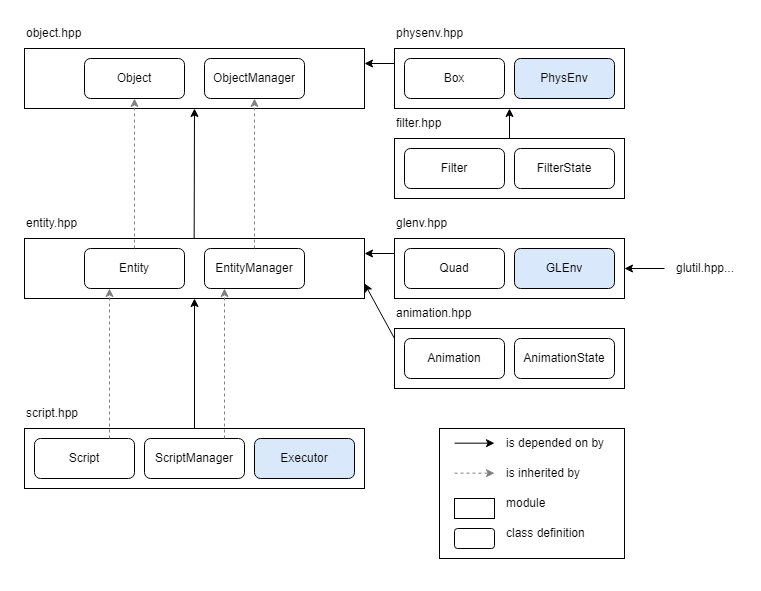 object.hpp
Object
ObjectManager
physenv.hpp
Box
PhysEnv
filter.hpp
Filter
FilterState
entity.hpp
Entity
EntityManager
glenv.hpp
Quad
GLEnv
glutil.hpp...
animation.hpp
Animation
AnimationState
script.hpp
Script
ScriptManager
Executor
is depended on by
is inherited by
module
class definition